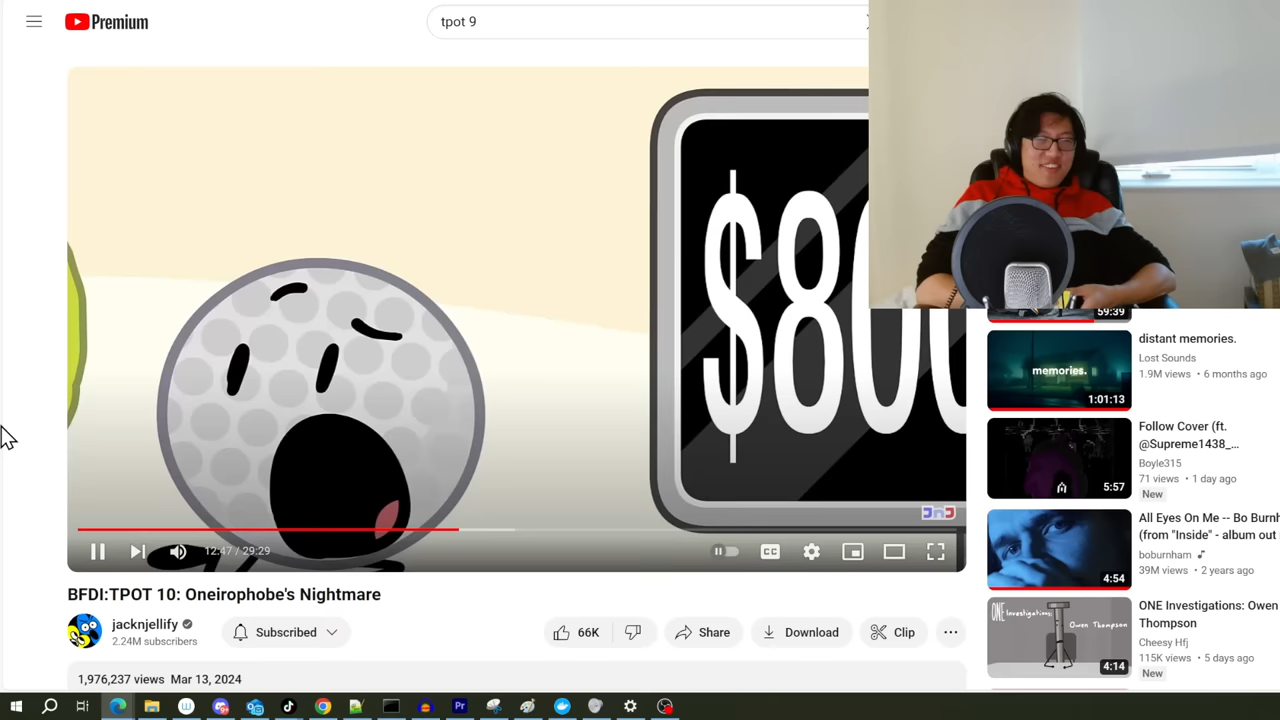 Premium
tpot 9
$800
12:47 / 29:29
CC
BFDI:TPOT 10: Oneirophobe's Nightmare
jacknjellify
2.24M subscribers
Subscribed
66K
Share
Download
Clip
1,976,237 views Mar 13, 2024
59:39
memories.
1:01:13
distant memories.
Lost Sounds
1.9M views • 6 months ago
5:57
Follow Cover (ft.
@Supreme1438_...
Boyle315
71 views • 1 day ago
New
4:54
All Eyes On Me -- Bo Burnh
(from "Inside" - album out
boburnham
39M views • 2 years ago
ONE Investigations:
Owen Thompson
4:14
ONE Investigations: Owen
Thompson
Cheesy Hfj
115K views • 5 days ago
New
Pr